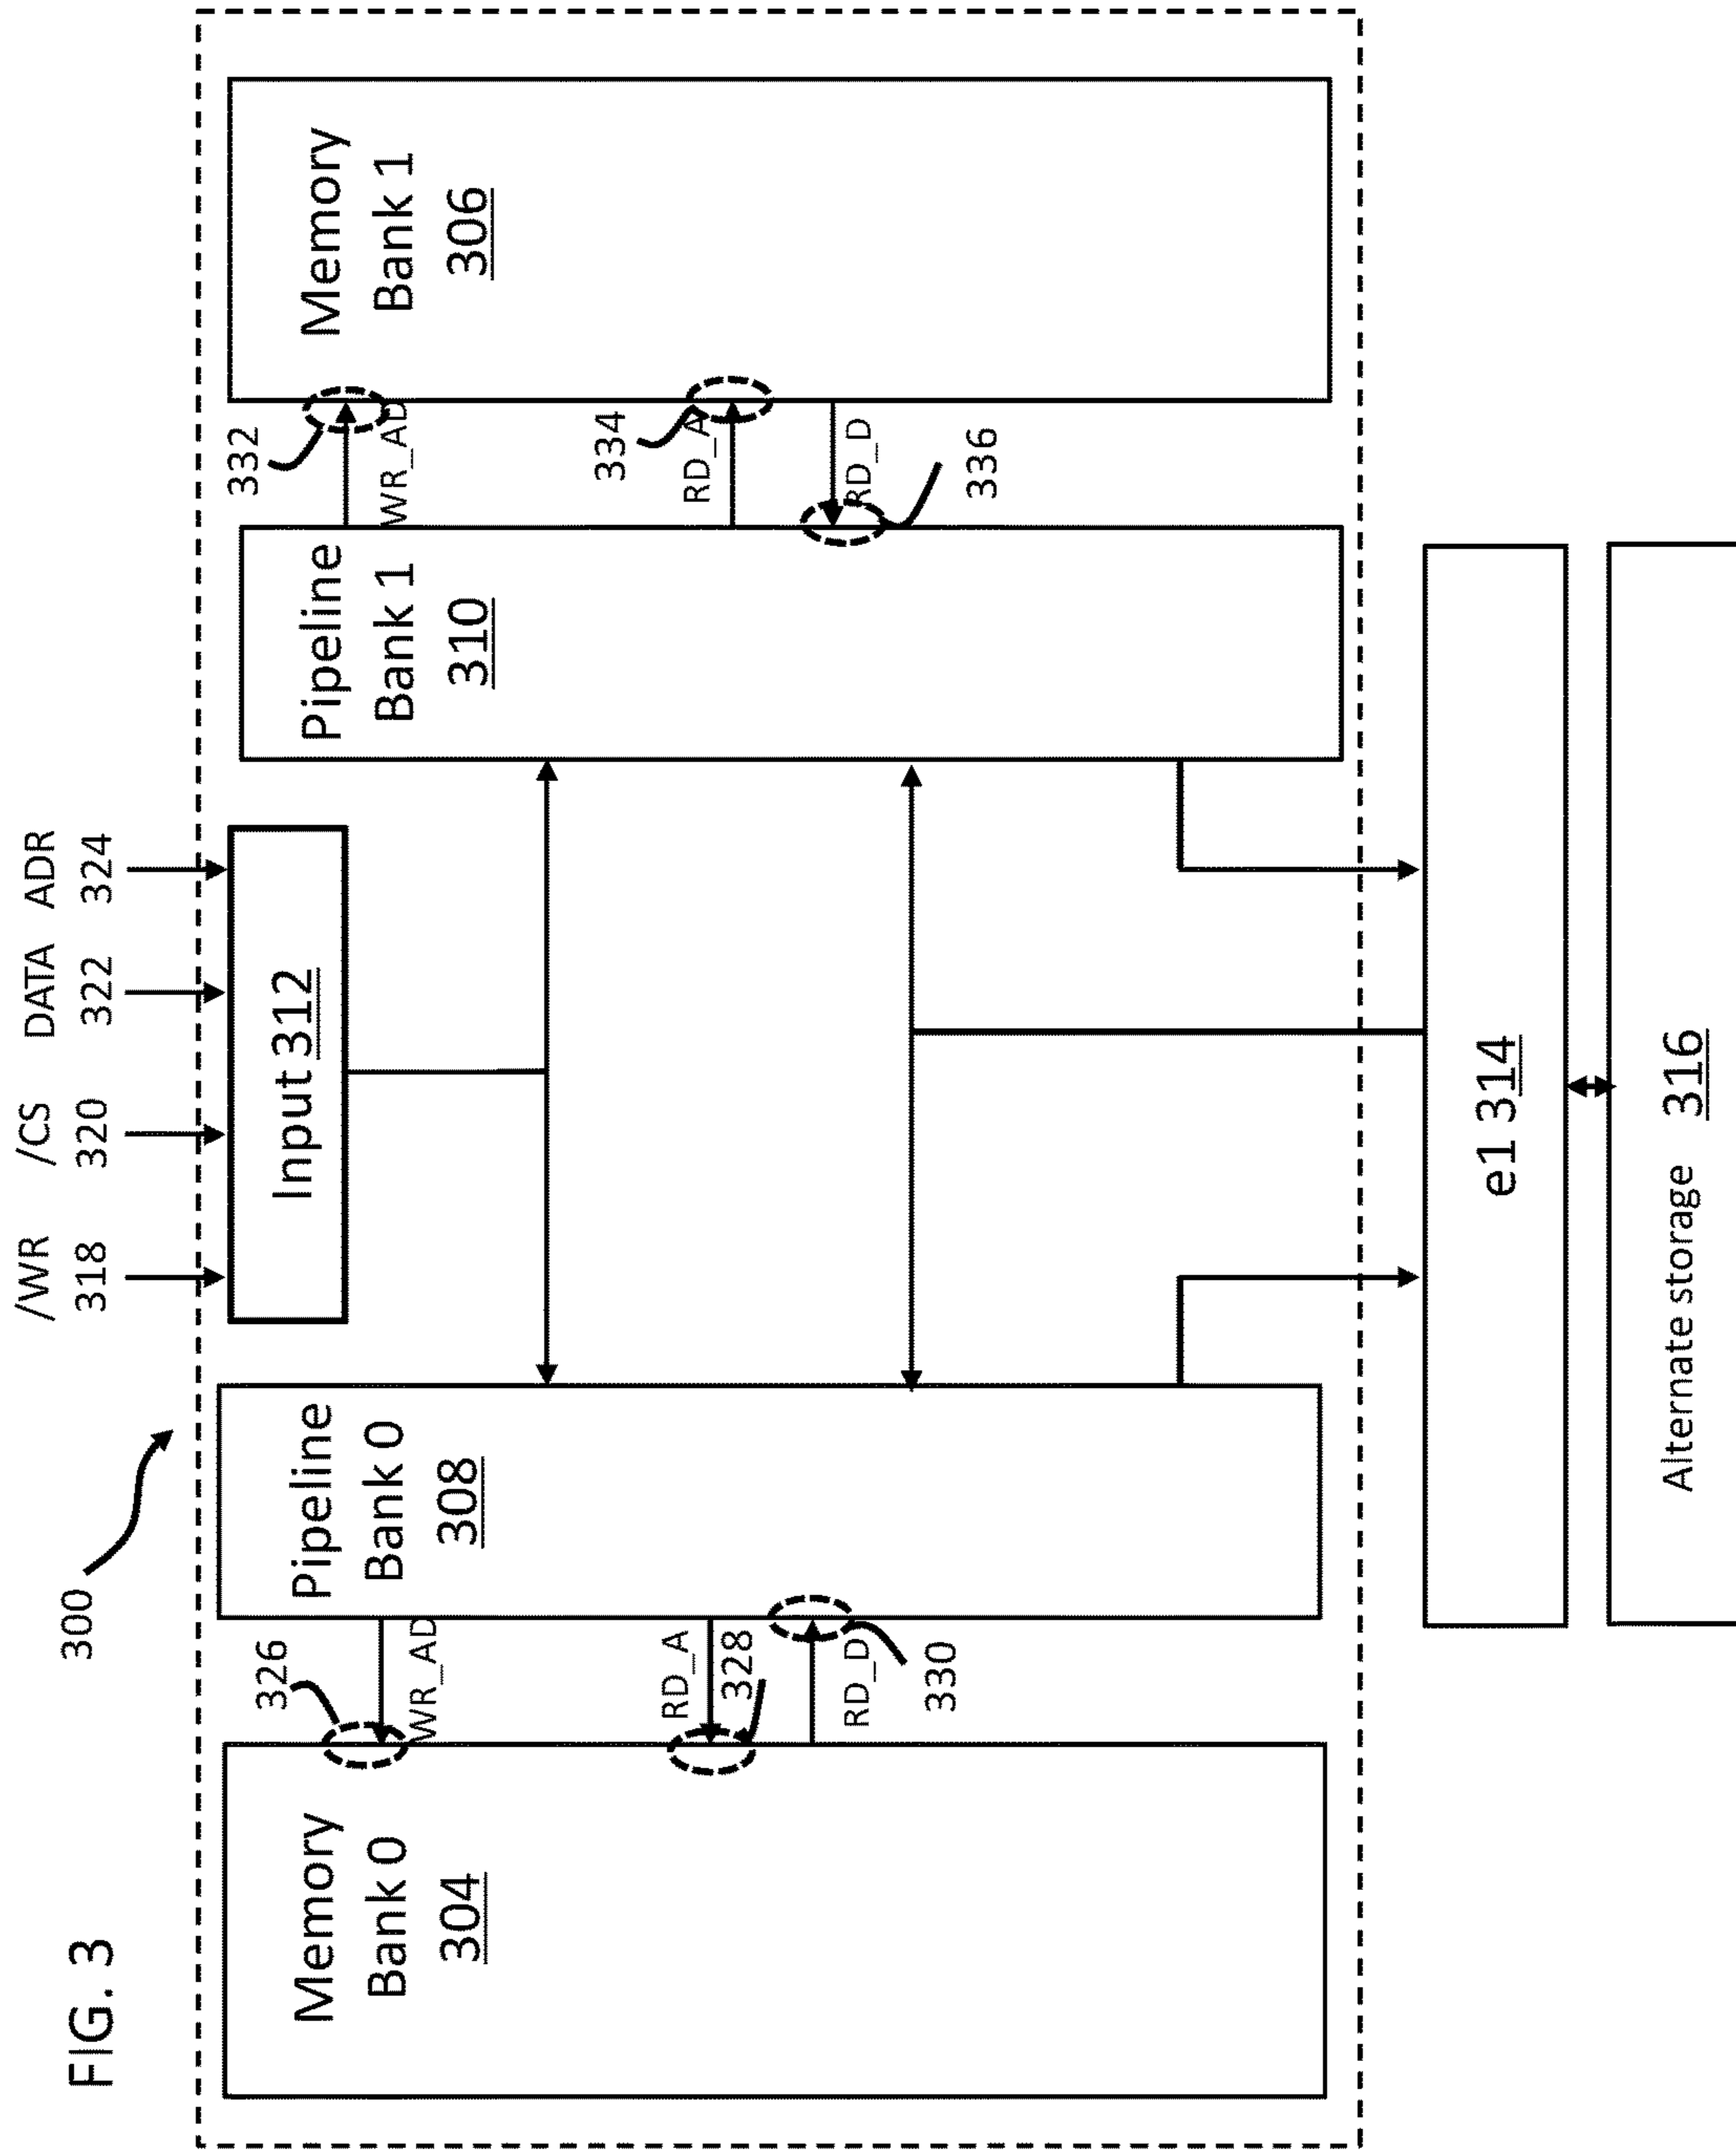 FIG. 3
300
/WR /CS DATA ADR
318 320 322 324
Input 312
Memory
Bank 0
304
326
WR_AD
RD_A
328
RD_D
330
Pipeline
Bank 0
308
Pipeline
Bank 1
310
332
WR_AD
334
RD_A
RD_D
336
Memory
Bank 1
306
e1 314
Alternate storage 316